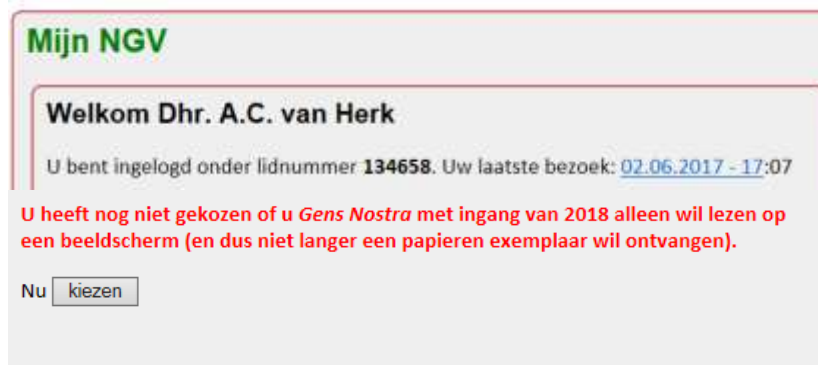 Mijn NGV
Welkom Dhr. A.C. van Herk
U bent ingelogd onder lidnummer 134658. Uw laatste bezoek: 02.06.2017 - 17:07
U heeft nog niet gekozen of u Gens Nostra met ingang van 2018 alleen wil lezen op
een beeldscherm (en dus niet langer een papieren exemplaar wil ontvangen).
Nu kiezen